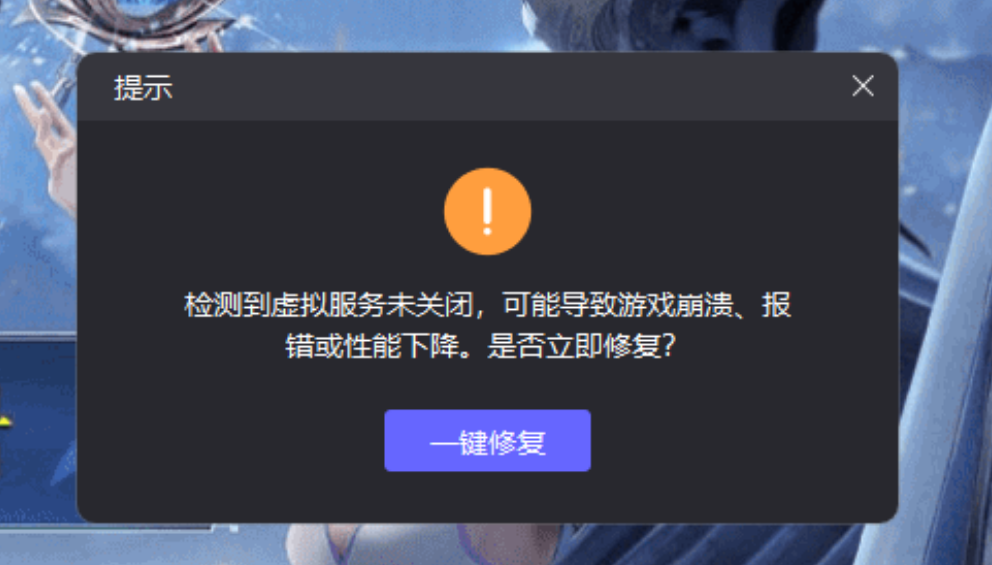 提示
检测到虚拟服务未关闭，可能导致游戏崩溃、报
错或性能下降。是否立即修复？
一键修复